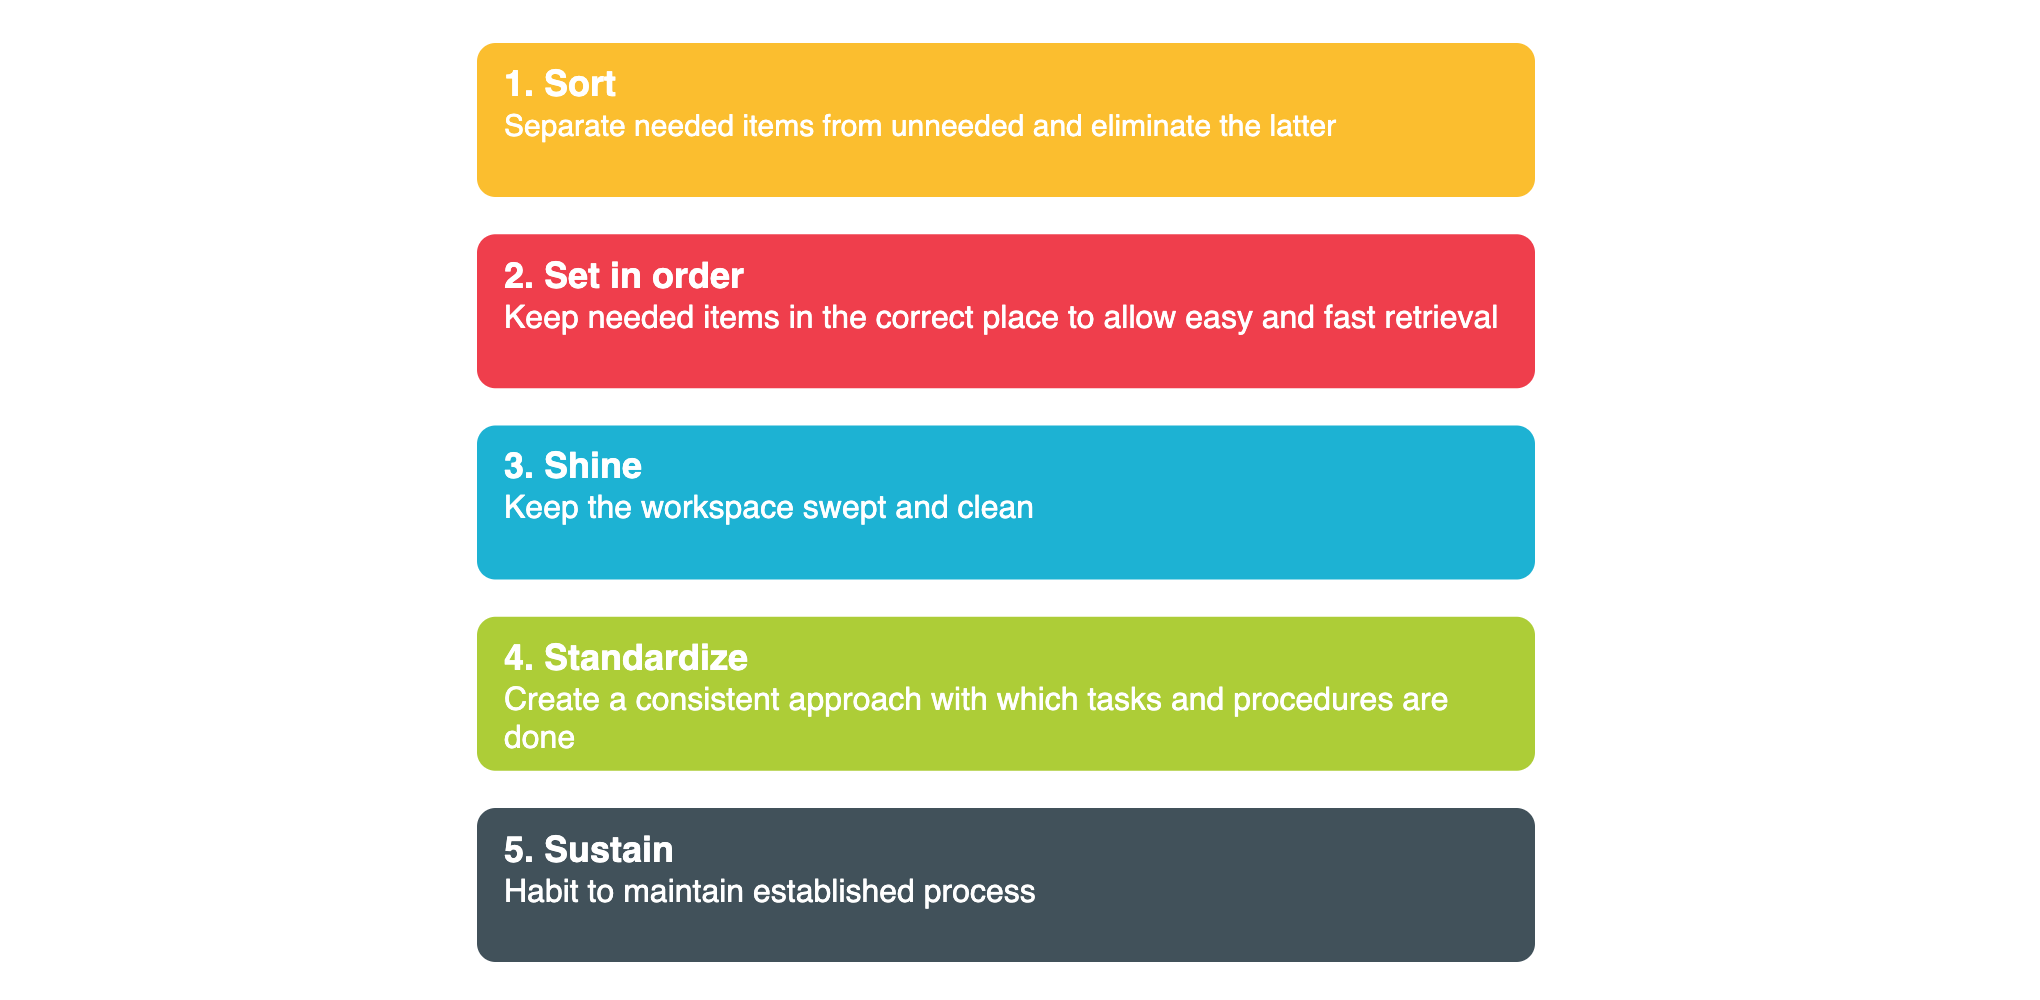 1. Sort
Separate needed items from unneeded and eliminate the latter
2. Set in order
Keep needed items in the correct place to allow easy and fast retrieval
3. Shine
Keep the workspace swept and clean
4. Standardize
Create a consistent approach with which tasks and procedures are
done
5. Sustain
Habit to maintain established process